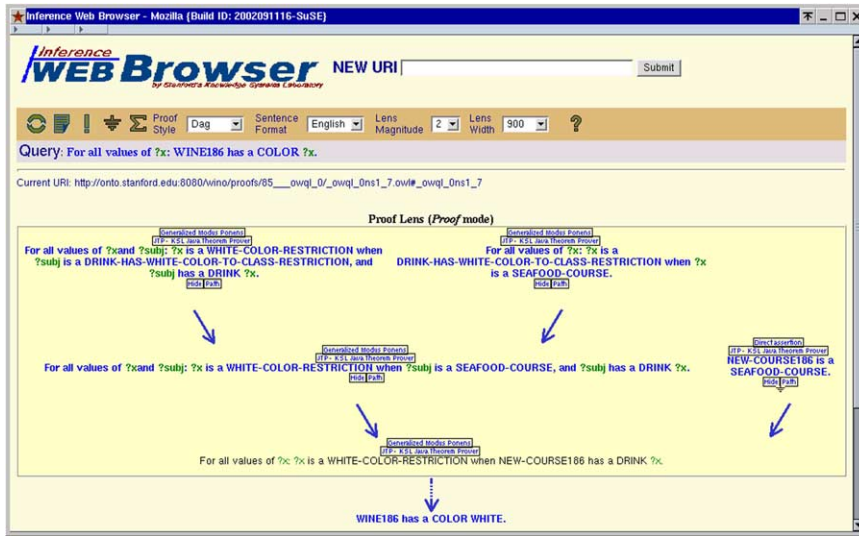 Inference Web Browser - Mozilla {Build ID: 2002091116-SuSE}
Inference
WEB Browser
by Stanford's Knowledge Systems Laboratory
NEW URI
Submit
Proof Style
Dag
Sentence Format
English
Lens Magnitude
2
Lens Width
900
?
Query: For all values of ?x: WINE186 has a COLOR ?x.
Current URI: http://onto.stanford.edu:8080/wino/proofs/85___owql_0/_owql_0ns1_7.owl#_owql_0ns1_7
Proof Lens (Proof mode)
Generalized Modus Ponens
JTP - KSL Java Theorem Prover
For all values of ?xand ?subj: ?x is a WHITE-COLOR-RESTRICTION when
?subj is a DRINK-HAS-WHITE-COLOR-TO-CLASS-RESTRICTION, and
?subj has a DRINK ?x.
Hide Path
Generalized Modus Ponens
JTP - KSL Java Theorem Prover
For all values of ?x: ?x is a
DRINK-HAS-WHITE-COLOR-TO-CLASS-RESTRICTION when ?x
is a SEAFOOD-COURSE.
Hide Path
Generalized Modus Ponens
JTP - KSL Java Theorem Prover
For all values of ?xand ?subj: ?x is a WHITE-COLOR-RESTRICTION when ?subj is a SEAFOOD-COURSE, and ?subj has a DRINK ?x.
Hide Path
Direct assertion
JTP - KSL Java Theorem Prover
NEW-COURSE186 is a
SEAFOOD-COURSE.
Hide Path
Generalized Modus Ponens
JTP - KSL Java Theorem Prover
For all values of ?x: ?x is a WHITE-COLOR-RESTRICTION when NEW-COURSE186 has a DRINK ?x.
WINE186 has a COLOR WHITE.